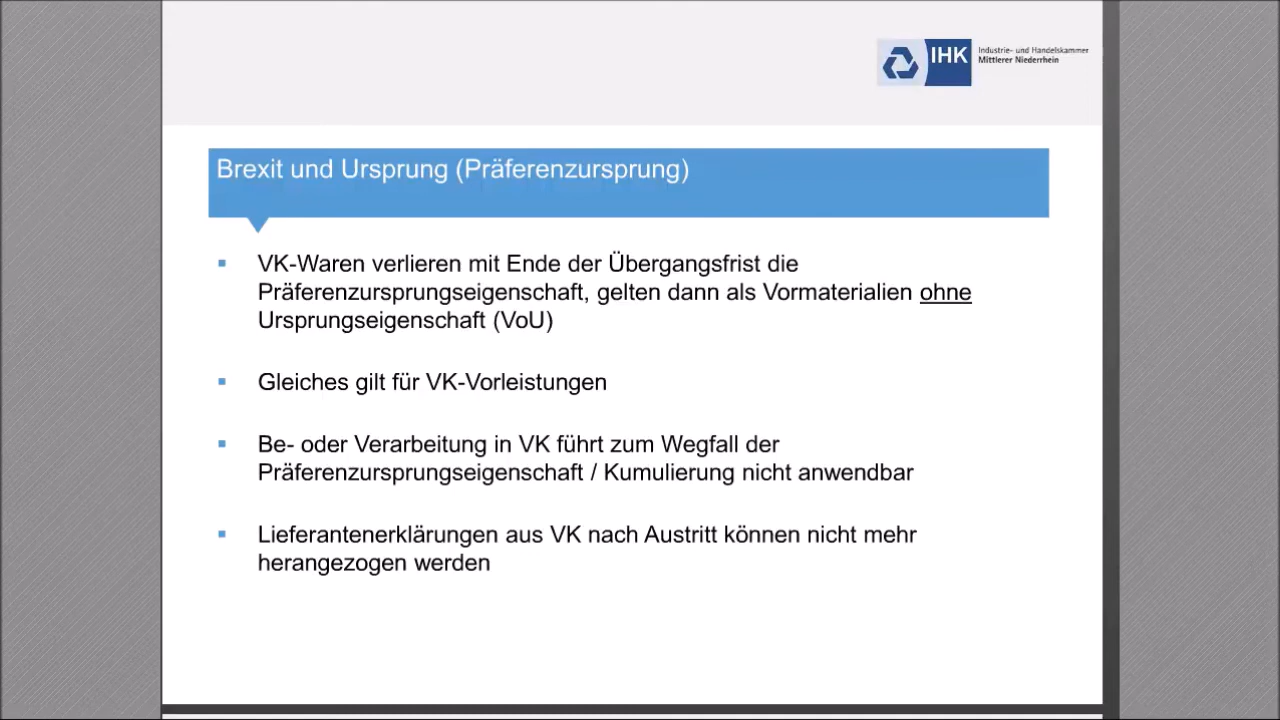 IHK
Industrie- und Handelskammer
Mittlerer Niederrhein
Brexit und Ursprung (Präferenzursprung)
VK-Waren verlieren mit Ende der Übergangsfrist die
Präferenzursprungseigenschaft, gelten dann als Vormaterialien ohne
Ursprungseigenschaft (VoU)
Gleiches gilt für VK-Vorleistungen
Be- oder Verarbeitung in VK führt zum Wegfall der
Präferenzursprungseigenschaft / Kumulierung nicht anwendbar
Lieferantenerklärungen aus VK nach Austritt können nicht mehr
herangezogen werden